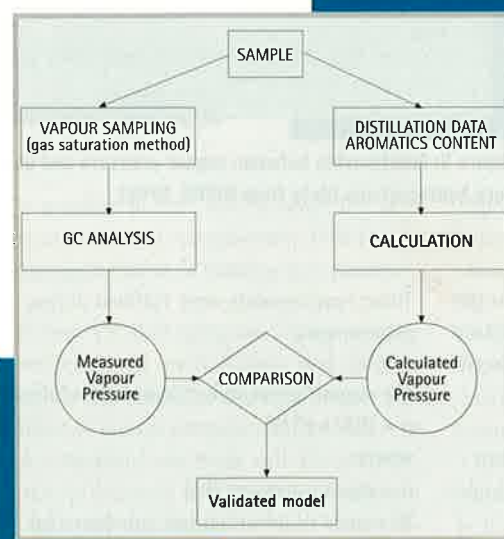 SAMPLE
VAPOUR SAMPLING
(gas saturation method)
DISTILLATION DATA
AROMATICS CONTENT
GC ANALYSIS
CALCULATION
Measured
Vapour
Pressure
COMPARISON
Calculated
Vapour
Pressure
Validated model